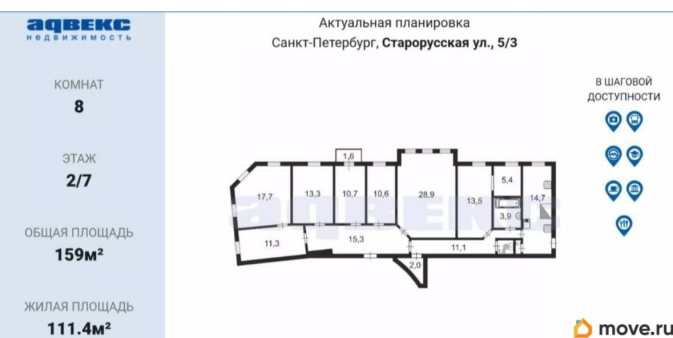 адвекс
недвижимость
КОМНАТ
8
ЭТАЖ
2/7
ОБЩАЯ ПЛОЩАДЬ
159м²
ЖИЛАЯ ПЛОЩАДЬ
111.4м²
Актуальная планировка
Санкт-Петербург, Старорусская ул., 5/3
В ШАГОВОЙ
ДОСТУПНОСТИ
1,6
17,7 13,3 10,7 10,6 28,9 13,5 5,4 14,7
3,9
11,3 15,3 11,1
2,0
адвекс
move.ru